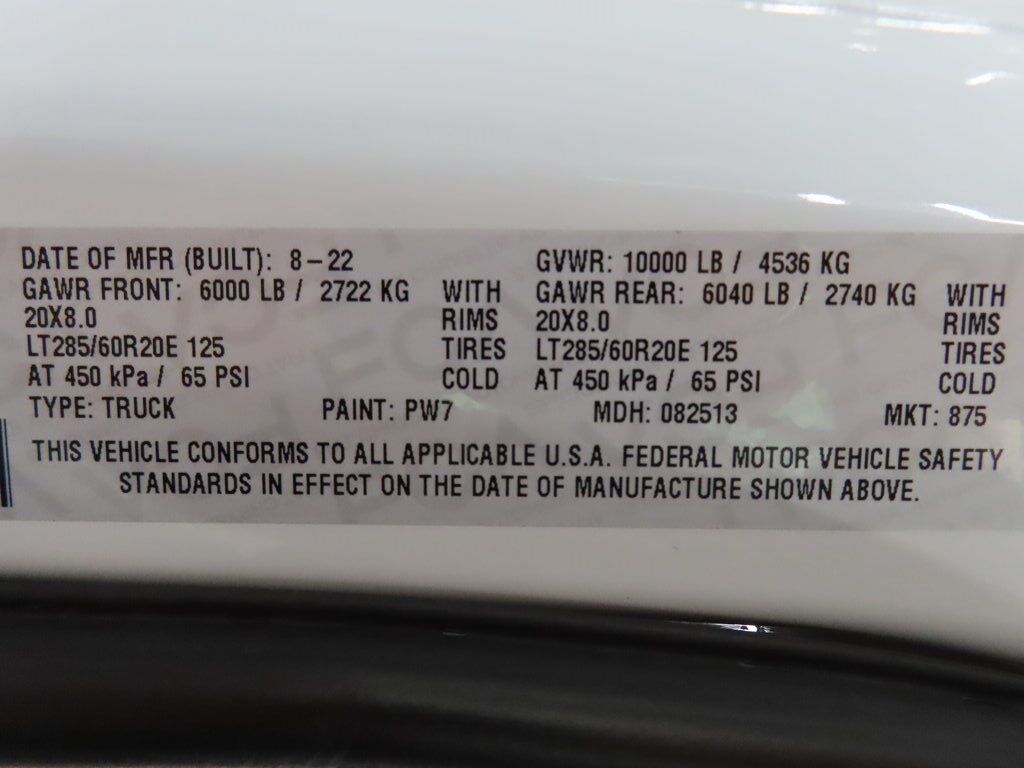 DATE OF MFR (BUILT): 8-22 GVWR: 10000 LB / 4536 KG
GAWR FRONT: 6000 LB / 2722 KG WITH GAWR REAR: 6040 LB / 2740 KG WITH
20X8.0 RIMS 20X8.0 RIMS
LT285/60R20E 125 TIRES LT285/60R20E 125 TIRES
AT 450 kPa / 65 PSI COLD AT 450 kPa / 65 PSI COLD
TYPE: TRUCK PAINT: PW7 MDH: 082513 MKT: 875
THIS VEHICLE CONFORMS TO ALL APPLICABLE U.S.A. FEDERAL MOTOR VEHICLE SAFETY
STANDARDS IN EFFECT ON THE DATE OF MANUFACTURE SHOWN ABOVE.